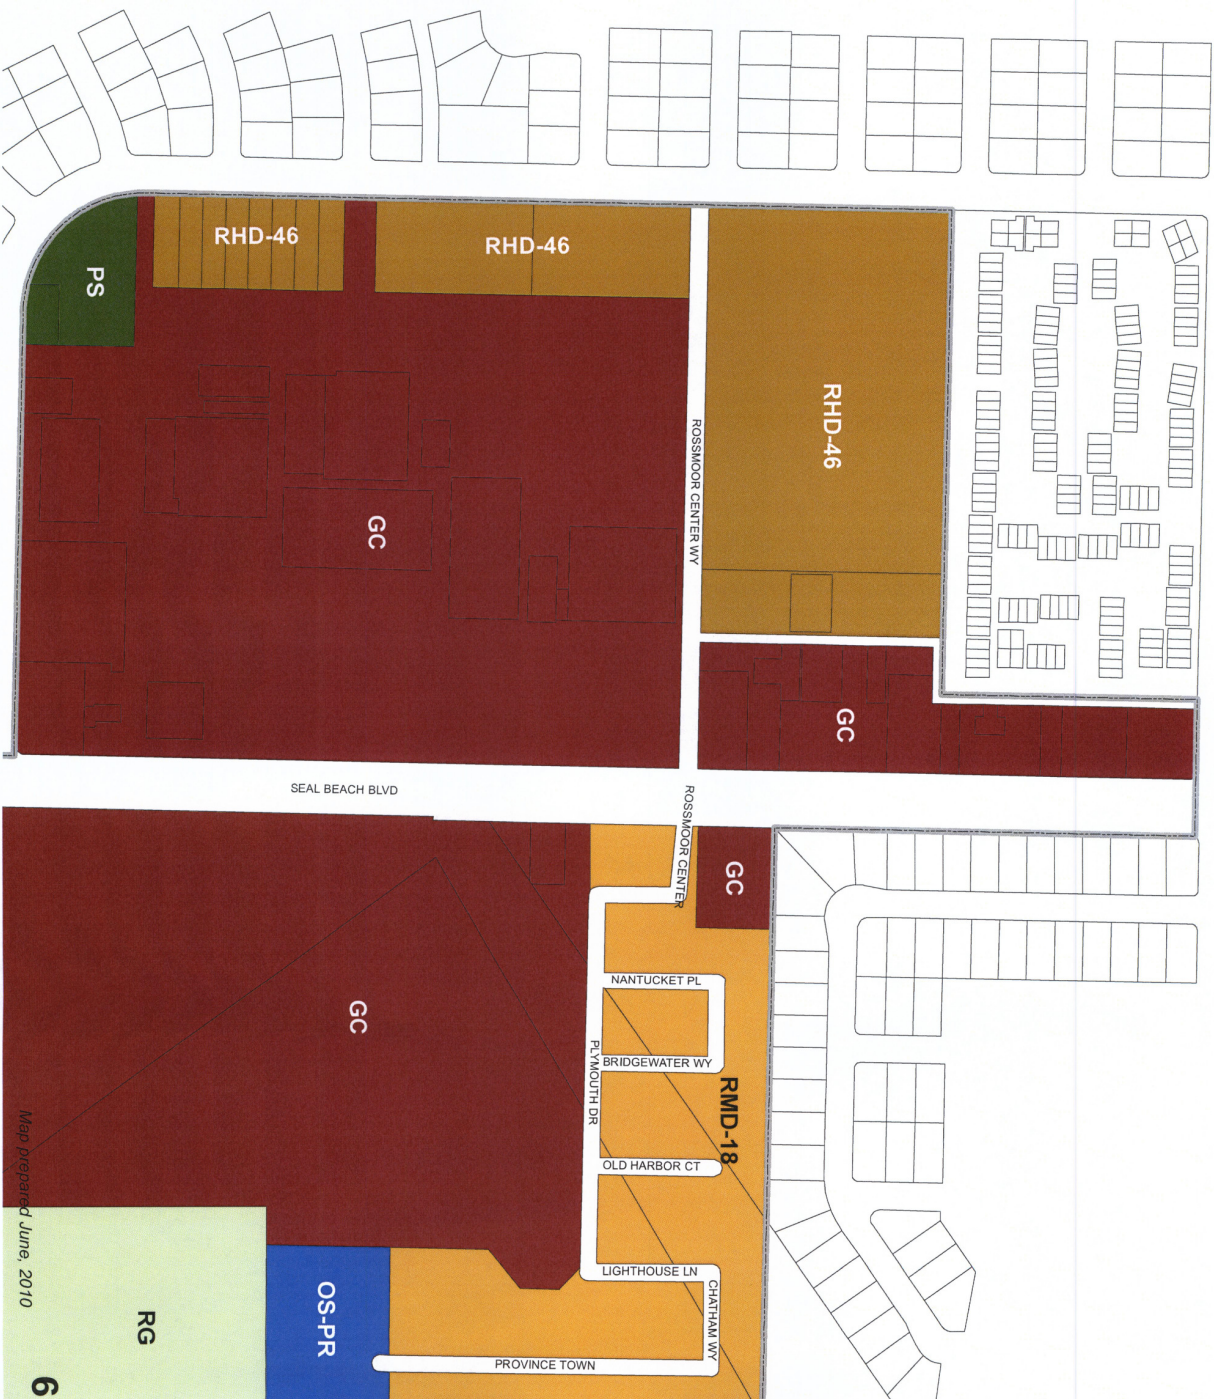 RHD-46
RHD-46
PS
RHD-46
ROSSMOOR CENTER WY
GC
GC
SEAL BEACH BLVD
ROSSMOOR CENTER
GC
NANTUCKET PL
GC
PLYMOUTH DR
BRIDGEWATER WY
RMD-18
OLD HARBOR CT
Map prepared June, 2010
LIGHTHOUSE LN
CHATHAM WY
OS-PR
RG
PROVINCE TOWN
6